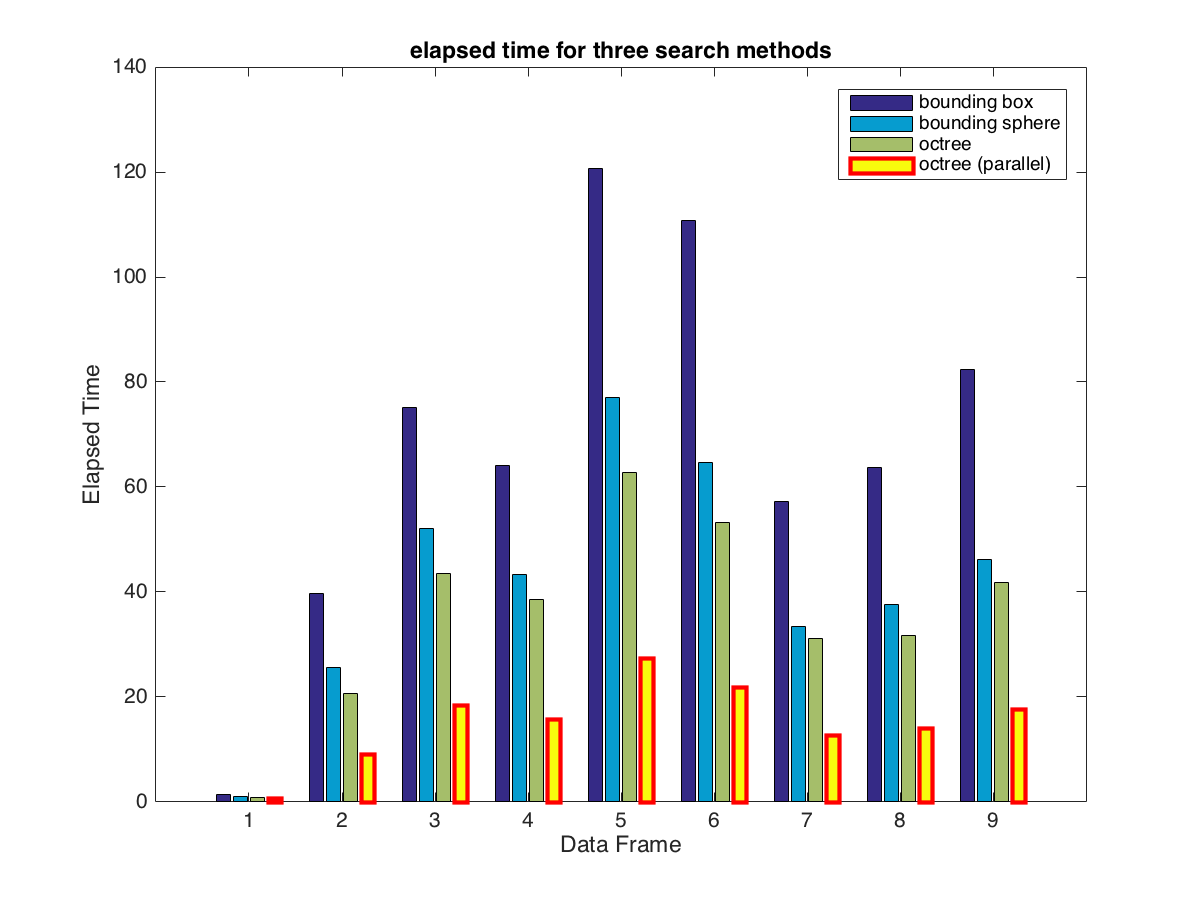 elapsed time for three search methods
140
120
100
80
60
40
20
0
Elapsed Time
bounding box
bounding sphere
octree
octree (parallel)
1 2 3 4 5 6 7 8 9
Data Frame